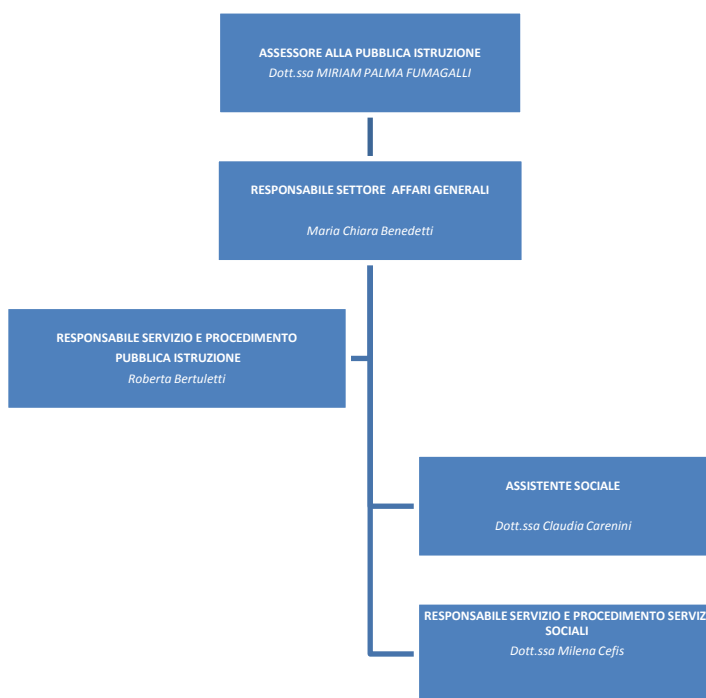 ASSESSORE ALLA PUBBLICA ISTRUZIONE
Dott.ssa MIRIAM PALMA FUMAGALLI
RESPONSABILE SETTORE AFFARI GENERALI
Maria Chiara Benedetti
RESPONSABILE SERVIZIO E PROCEDIMENTO
PUBBLICA ISTRUZIONE
Roberta Bertuletti
ASSISTENTE SOCIALE
Dott.ssa Claudia Carenini
RESPONSABILE SERVIZIO E PROCEDIMENTO SERVIZ
SOCIALI
Dott.ssa Milena Cefis